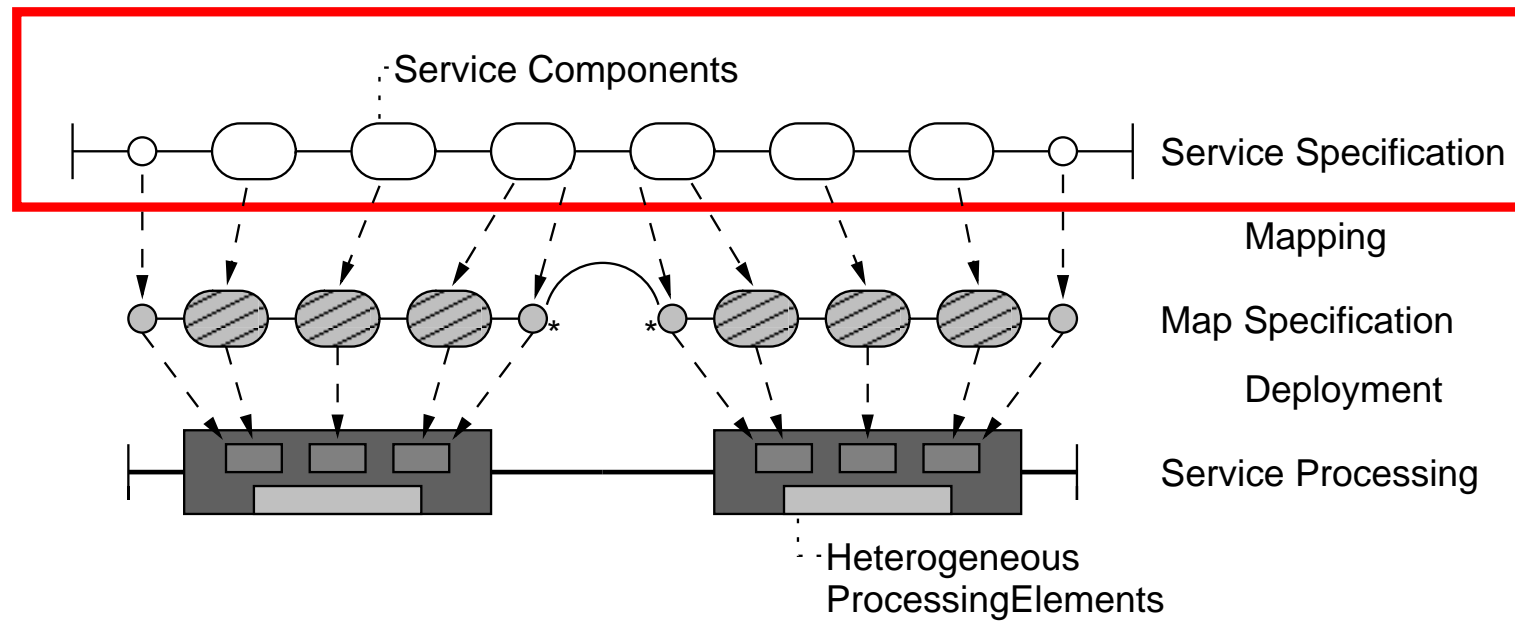 Service Components
Service Specification
Mapping
*
*
Map Specification
Deployment
Service Processing
Heterogeneous
ProcessingElements